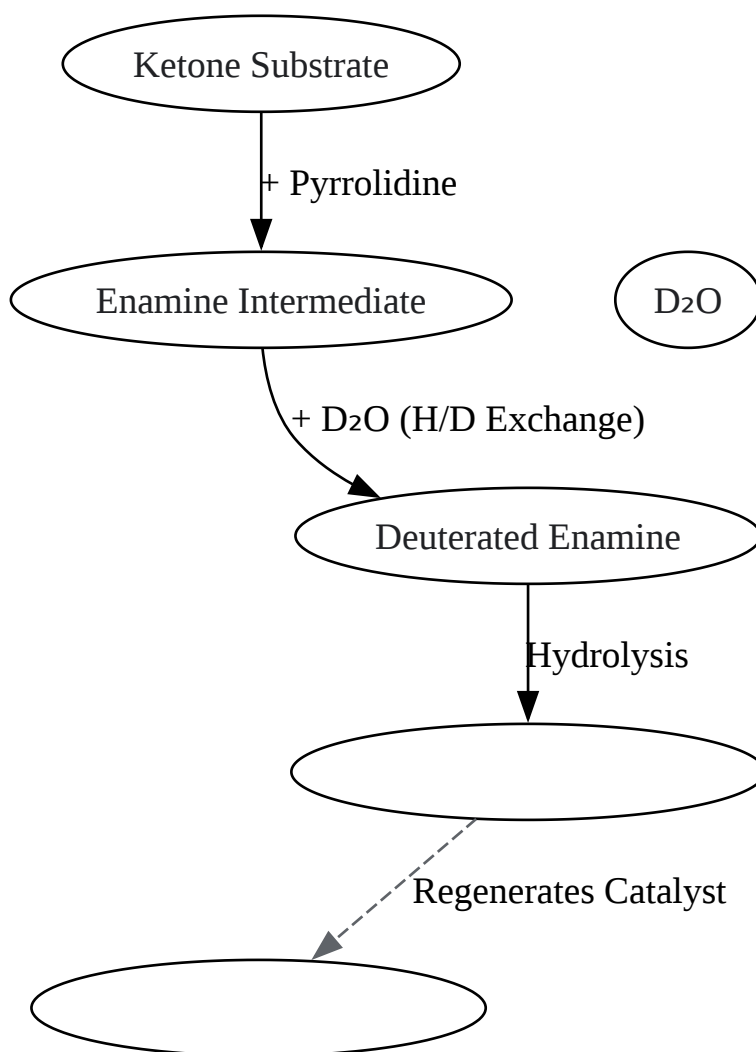 Ketone Substrate
+ Pyrrolidine
Enamine Intermediate
D₂O
+ D₂O (H/D Exchange)
Deuterated Enamine
Hydrolysis
Regenerates Catalyst